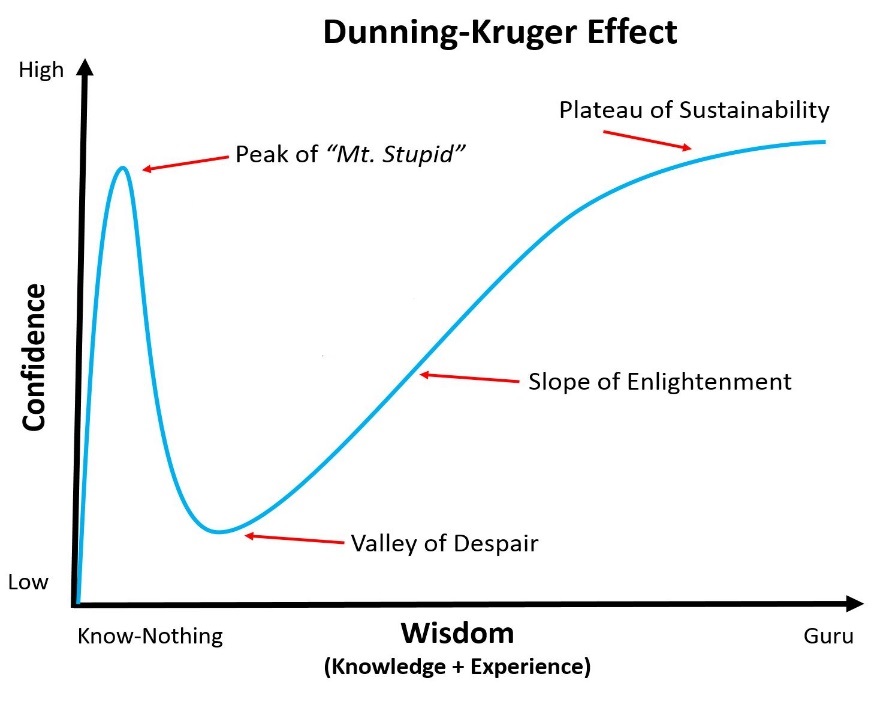 Dunning-Kruger Effect
High
Plateau of Sustainability
Peak of “Mt. Stupid”
Confidence
Slope of Enlightenment
Valley of Despair
Low
Know-Nothing
Wisdom
Guru
(Knowledge + Experience)